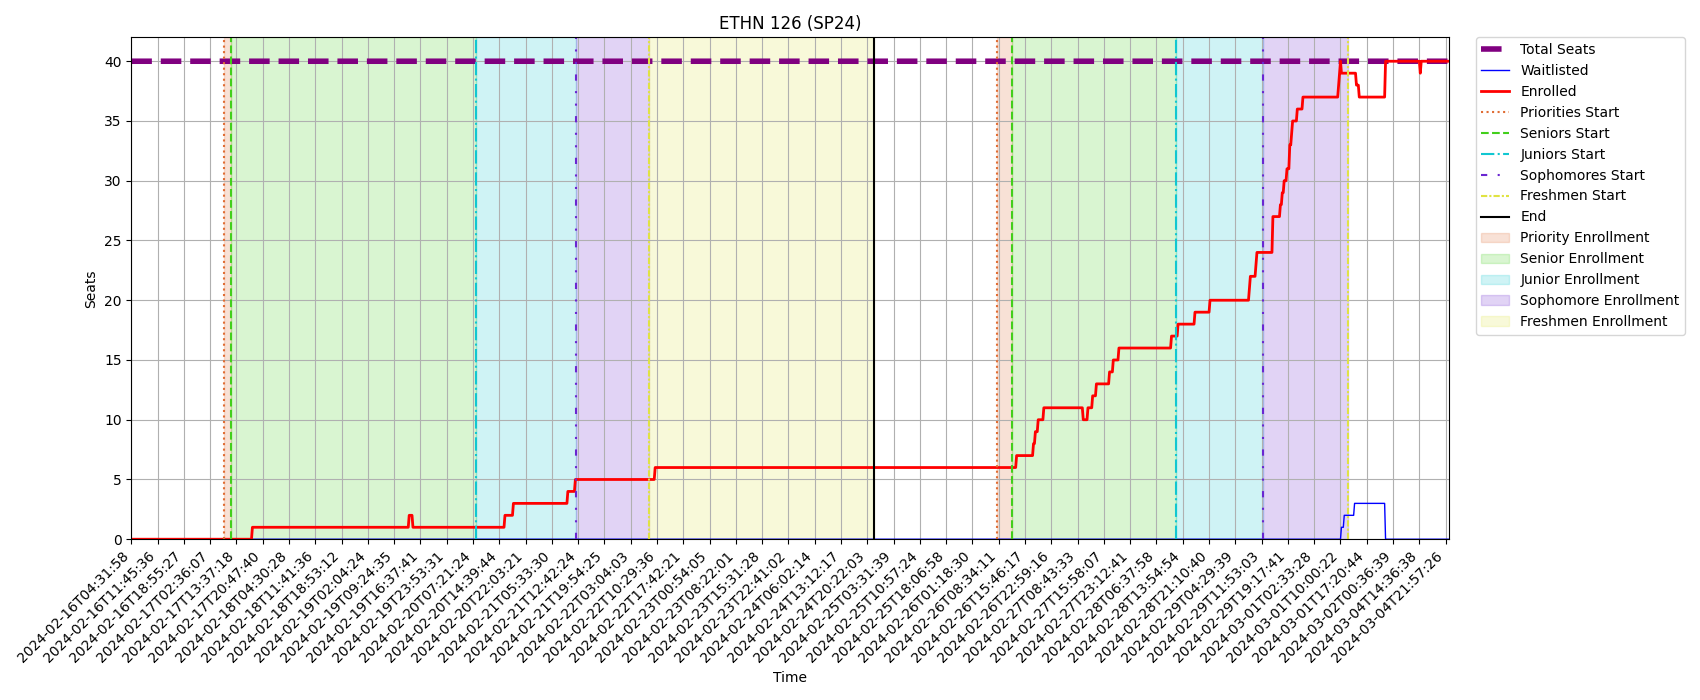 ETHN 126 (SP24)
Seats
40
35
30
25
20
15
10
5
0
2024-02-16T04:31:58
2024-02-16T11:45:36
2024-02-16T18:55:27
2024-02-17T02:36:07
2024-02-17T13:37:18
2024-02-17T20:47:40
2024-02-18T04:30:28
2024-02-18T11:41:36
2024-02-18T18:53:12
2024-02-19T02:04:24
2024-02-19T09:24:35
2024-02-19T16:37:41
2024-02-19T23:53:31
2024-02-20T07:21:24
2024-02-20T14:39:44
2024-02-20T22:03:21
2024-02-21T05:33:30
2024-02-21T12:42:24
2024-02-21T19:54:25
2024-02-22T03:04:03
2024-02-22T10:29:36
2024-02-22T17:42:21
2024-02-23T00:54:05
2024-02-23T08:22:01
2024-02-23T15:31:28
2024-02-23T22:41:02
2024-02-24T06:02:14
2024-02-24T13:12:17
2024-02-24T20:22:03
2024-02-25T03:31:39
2024-02-25T10:57:24
2024-02-25T18:06:58
2024-02-26T01:18:30
2024-02-26T08:34:11
2024-02-26T15:46:17
2024-02-26T22:59:16
2024-02-27T08:43:33
2024-02-27T15:58:07
2024-02-27T23:12:41
2024-02-28T06:37:58
2024-02-28T13:54:54
2024-02-28T21:10:40
2024-02-29T04:29:39
2024-02-29T11:53:03
2024-02-29T19:17:41
2024-03-01T02:33:28
2024-03-01T10:00:22
2024-03-01T17:20:44
2024-03-02T00:36:39
2024-03-04T14:36:38
2024-03-04T21:57:26
Time
Total Seats
Waitlisted
Enrolled
Priorities Start
Seniors Start
Juniors Start
Sophomores Start
Freshmen Start
End
Priority Enrollment
Senior Enrollment
Junior Enrollment
Sophomore Enrollment
Freshmen Enrollment